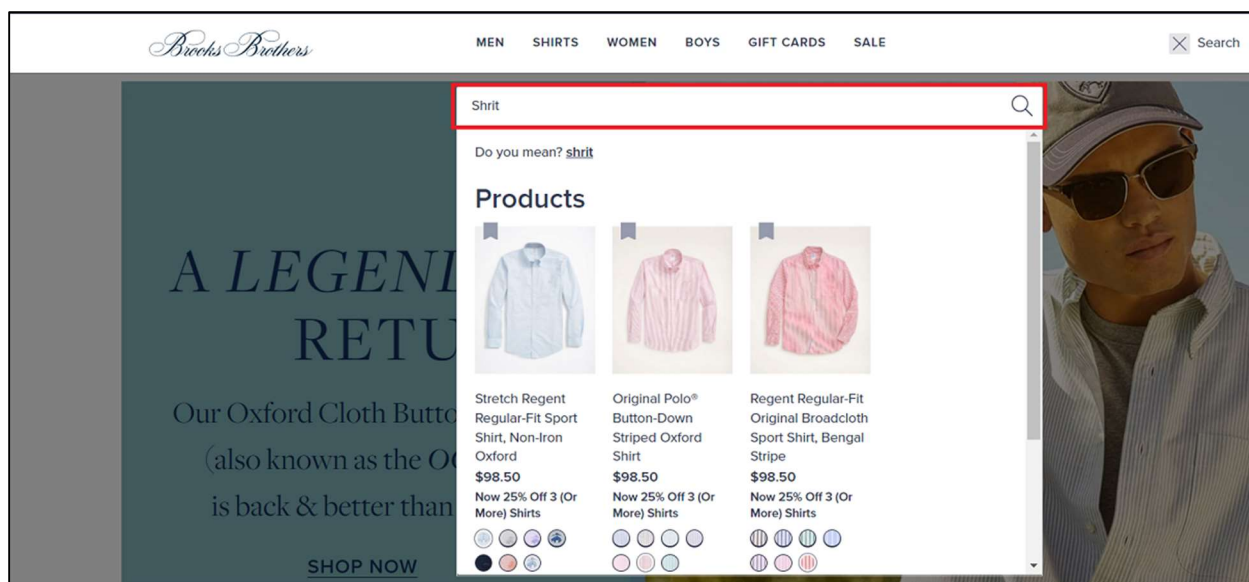 Brooks Brothers
MEN SHIRTS WOMEN BOYS GIFT CARDS SALE
Search
Shrit
Do you mean? shrit
Products
Stretch Regent
Regular-Fit Sport
Shirt, Non-Iron
Oxford
$98.50
Now 25% Off 3 (Or
More) Shirts
Original Polo®
Button-Down
Striped Oxford
Shirt
$98.50
Now 25% Off 3 (Or
More) Shirts
Regent Regular-Fit
Original Broadcloth
Sport Shirt, Bengal
Stripe
$98.50
Now 25% Off 3 (Or
More) Shirts
A LEGEND
RETU
Our Oxford Cloth Butto
(also known as the O
is back & better than
SHOP NOW